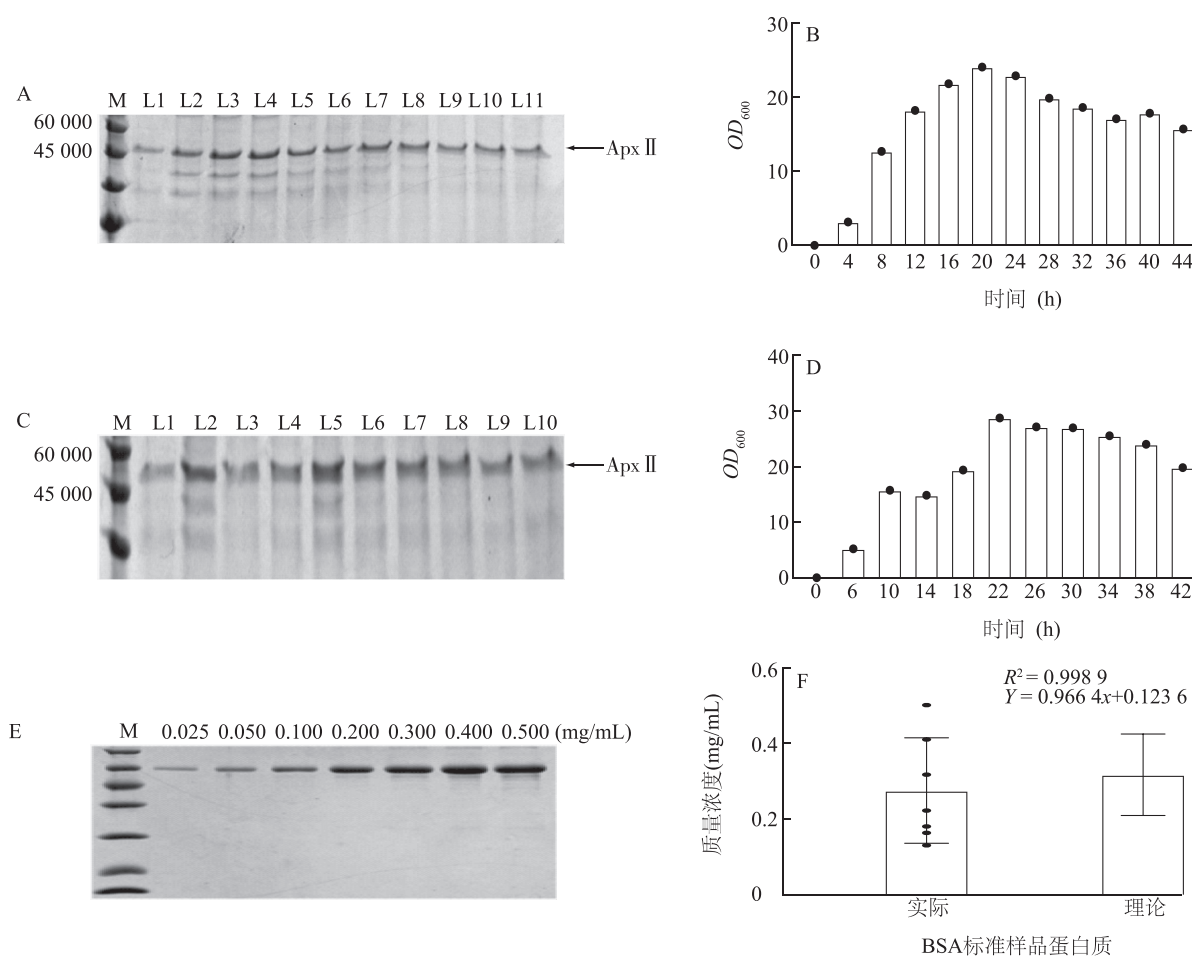 A
M L1 L2 L3 L4 L5 L6 L7 L8 L9 L10 L11
60 000
45 000
ApxⅡ
B
30
20
10
0
OD600
0 4 8 12 16 20 24 28 32 36 40 44
时间 (h)
C
M L1 L2 L3 L4 L5 L6 L7 L8 L9 L10
60 000
45 000
ApxⅡ
D
40
30
20
10
0
OD600
0 6 10 14 18 22 26 30 34 38 42
时间 (h)
E
M 0.025 0.050 0.100 0.200 0.300 0.400 0.500 (mg/mL)
F
R2 = 0.998 9
Y = 0.966 4x+0.123 6
0.6
0.4
0.2
0
质量浓度(mg/mL)
实际 理论
BSA标准样品蛋白质